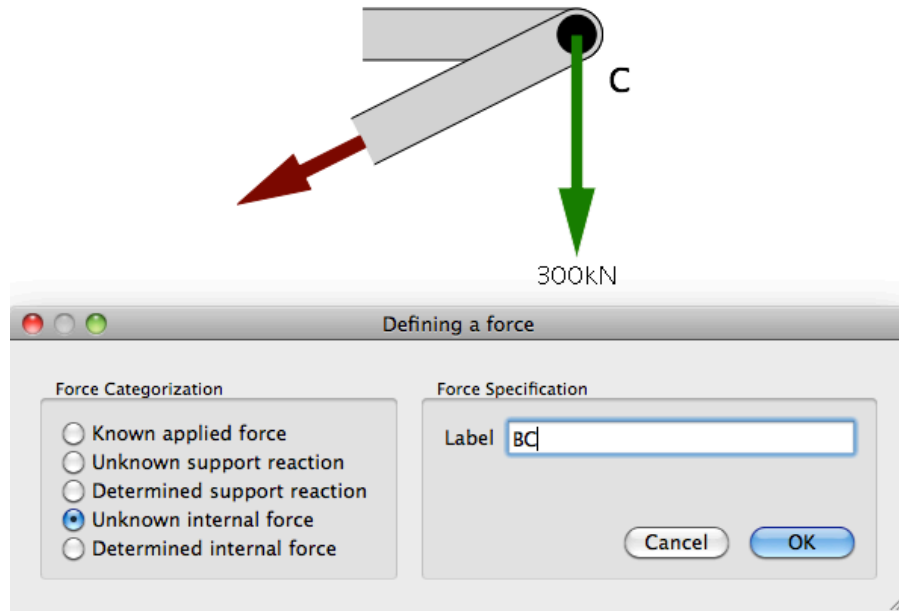 C
300kN
Defining a force
Force Categorization
Known applied force
Unknown support reaction
Determined support reaction
Unknown internal force
Determined internal force
Force Specification
Label BC
Cancel OK